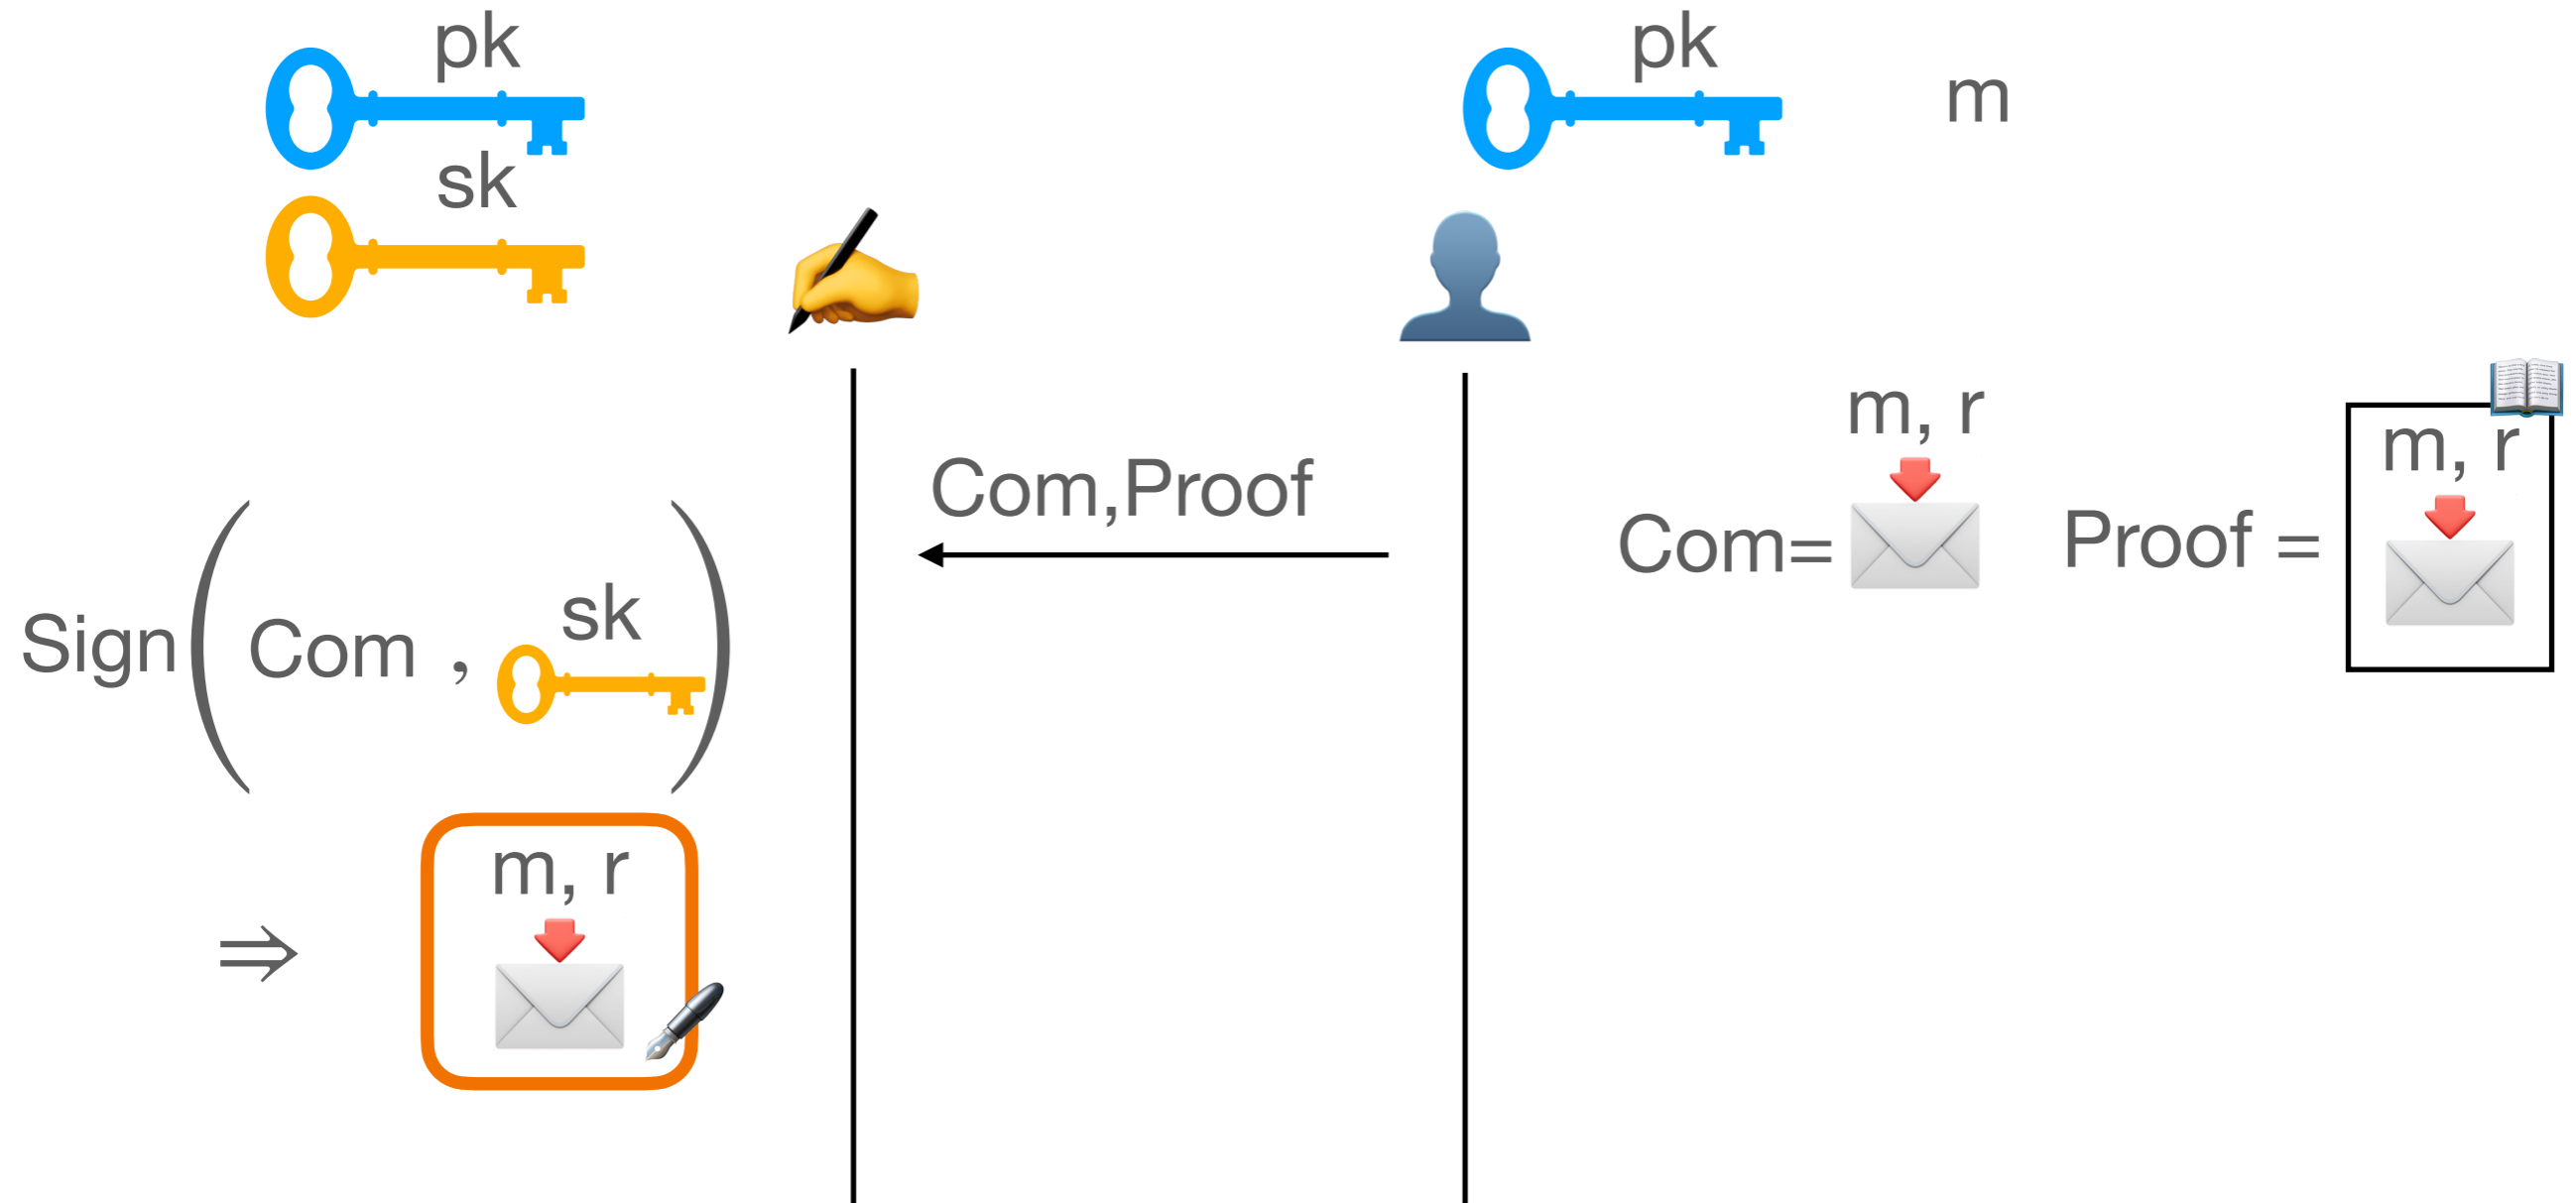 pk
sk
pk
m
m, r
m, r
Com,Proof
Com=
Proof =
Sign( Com , sk )
⇒
m, r